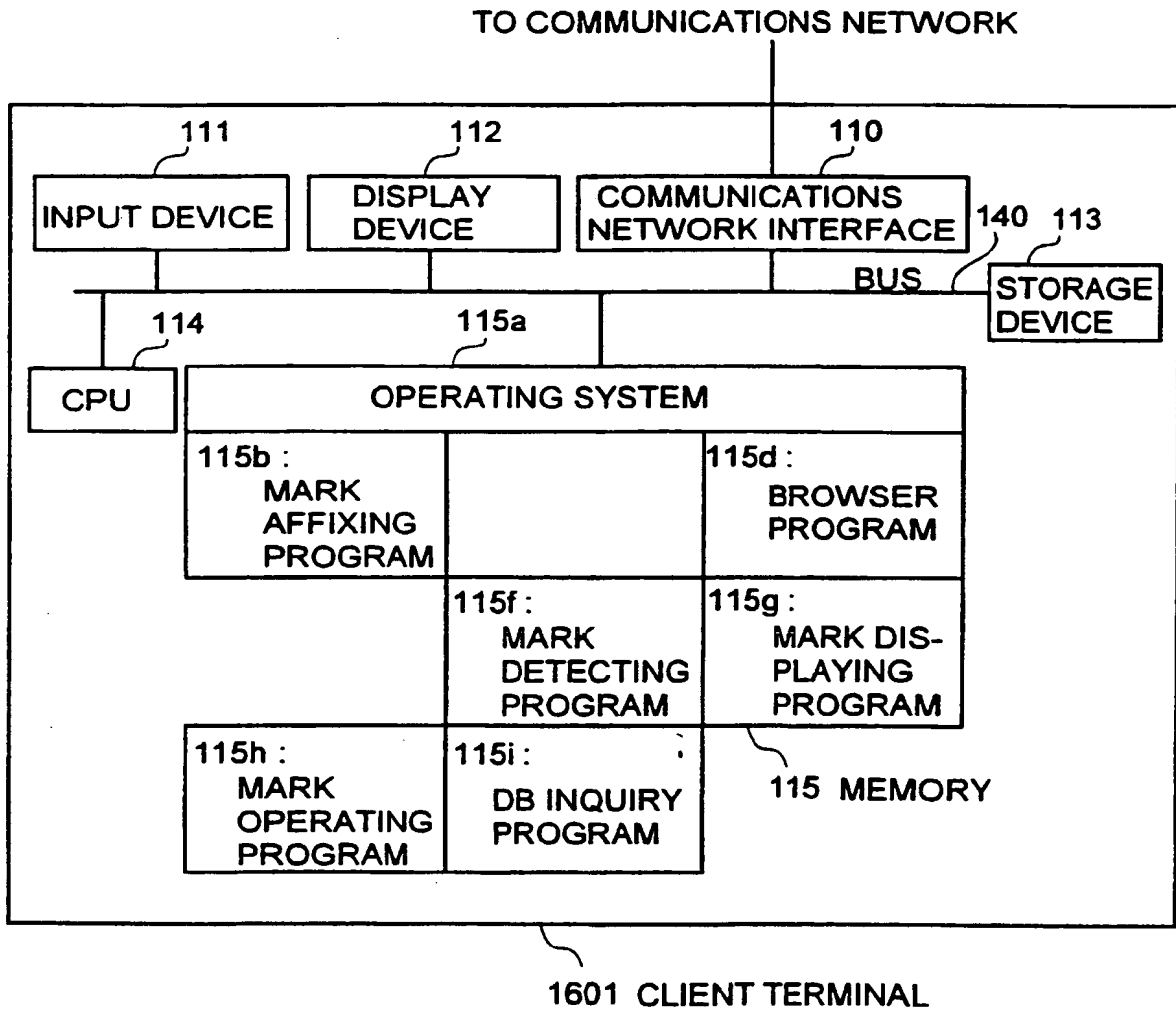 TO COMMUNICATIONS NETWORK
111
112
110
INPUT DEVICE
DISPLAY
DEVICE
COMMUNICATIONS
NETWORK INTERFACE
140
113
BUS
STORAGE
DEVICE
114
115a
CPU
OPERATING SYSTEM
115b :
MARK
AFFIXING
PROGRAM
115d :
BROWSER
PROGRAM
115f :
MARK
DETECTING
PROGRAM
115g :
MARK DIS-
PLAYING
PROGRAM
115h :
MARK
OPERATING
PROGRAM
115i :
DB INQUIRY
PROGRAM
115 MEMORY
1601 CLIENT TERMINAL